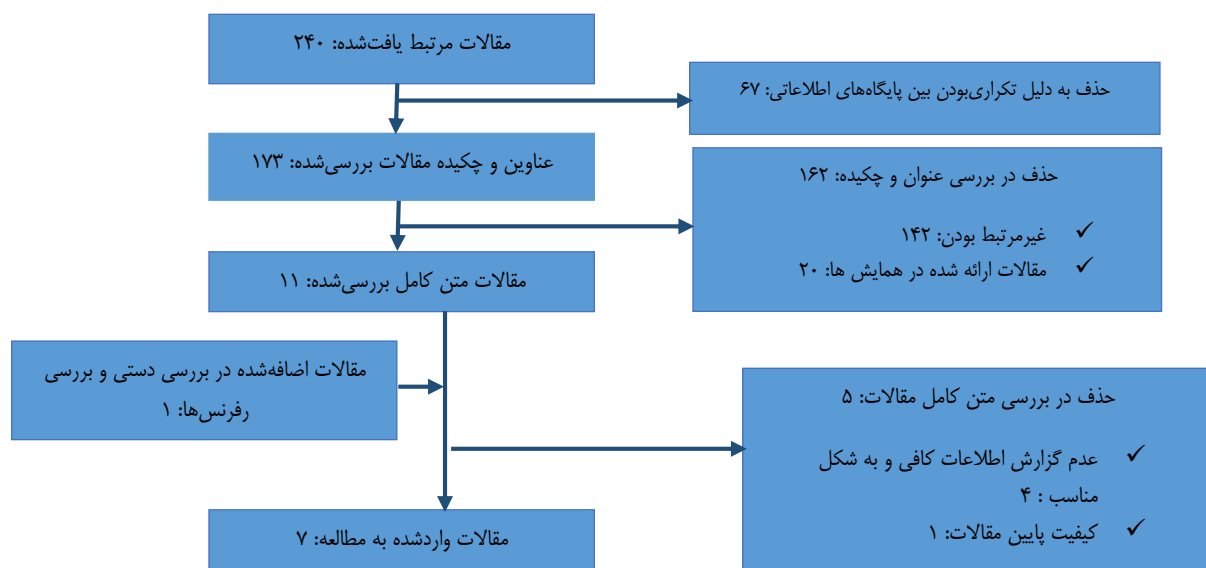 مقالات مرتبط یافت‌شده: ۲۴۰
حذف به دلیل تکراری‌بودن بین پایگاه‌های اطلاعاتی: ۶۷
عناوین و چکیده مقالات بررسی‌شده: ۱۷۳
حذف در بررسی عنوان و چکیده: ۱۶۲
✓ غیرمرتبط بودن: ۱۴۲
✓ مقالات ارائه شده در همایش ها: ۲۰
مقالات متن کامل بررسی‌شده: ۱۱
مقالات اضافه‌شده در بررسی دستی و بررسی
رفرنس‌ها: ۱
حذف در بررسی متن کامل مقالات: ۵
✓ عدم گزارش اطلاعات کافی و به شکل
مناسب : ۴
✓ کیفیت پایین مقالات: ۱
مقالات واردشده به مطالعه: ۷